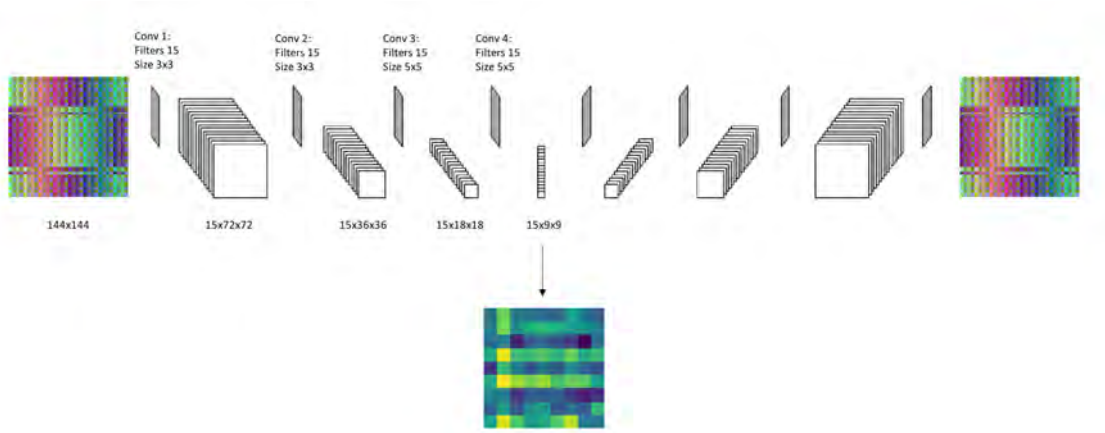 Conv 1:
Filters 15
Size 3x3
Conv 2:
Filters 15
Size 3x3
Conv 3:
Filters 15
Size 5x5
Conv 4:
Filters 15
Size 5x5
144x144
15x72x72
15x36x36
15x18x18
15x9x9